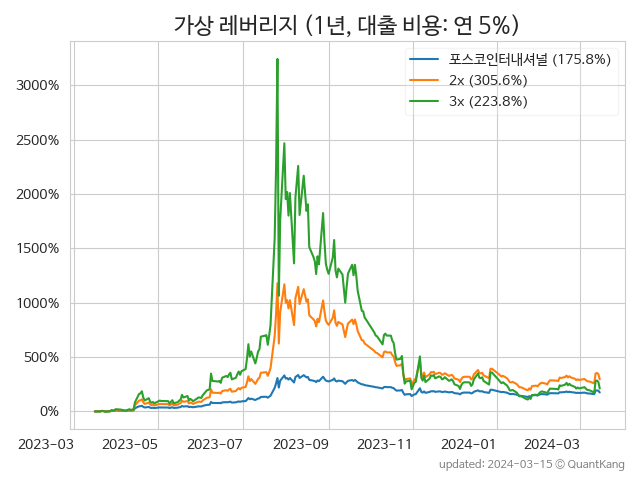 가상 레버리지 (1년, 대출 비용: 연 5%)
포스코인터내셔널 (175.8%)
2x (305.6%)
3x (223.8%)
3000%
2500%
2000%
1500%
1000%
500%
0%
2023-03 2023-05 2023-07 2023-09 2023-11 2024-01 2024-03
updated: 2024-03-15 © QuantKang